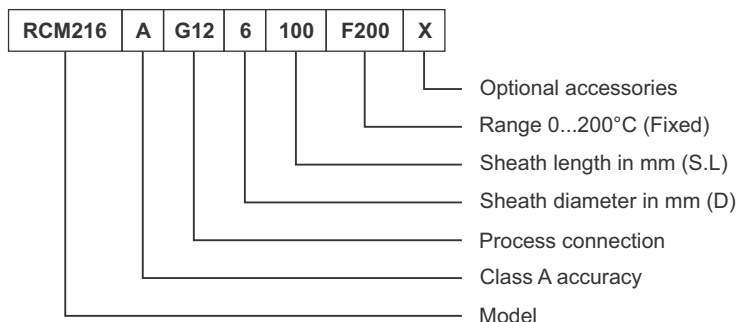 RCM216 A G12 6 100 F200 X
Optional accessories
Range 0...200°C (Fixed)
Sheath length in mm (S.L)
Sheath diameter in mm (D)
Process connection
Class A accuracy
Model